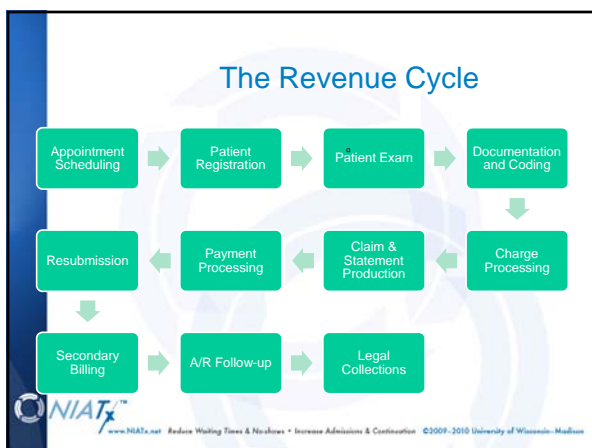 The Revenue Cycle
Appointment
Scheduling
Patient
Registration
Patient Exam
Documentation
and Coding
Charge
Processing
Claim &
Statement
Production
Payment
Processing
Resubmission
Secondary
Billing
A/R Follow-up
Legal
Collections
NIATx™
www.NIATx.net Reduce Waiting Times & No-shows • Increase Admissions & Continuation ©2009-2010 University of Wisconsin-Madison